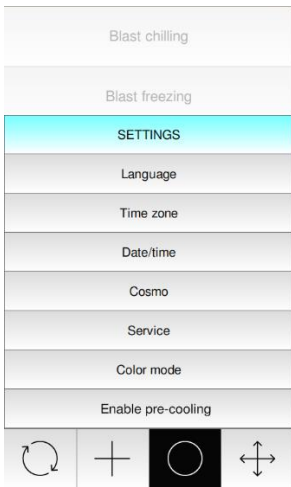 Blast chilling
Blast freezing
SETTINGS
Language
Time zone
Date/time
Cosmo
Service
Color mode
Enable pre-cooling